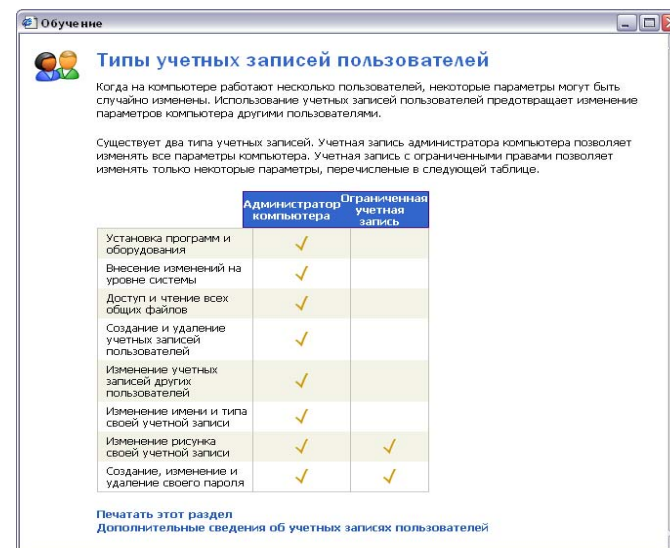 Обучение
Типы учетных записей пользователей
Когда на компьютере работают несколько пользователей, некоторые параметры могут быть
случайно изменены. Использование учетных записей пользователей предотвращает изменение
параметров компьютера другими пользователями.
Существует два типа учетных записей. Учетная запись администратора компьютера позволяет
изменять все параметры компьютера. Учетная запись с ограниченными правами позволяет
изменять только некоторые параметры, перечисленые в следующей таблице.
Администратор
компьютера
Ограниченная
учетная
запись
Установка программ и
оборудования
Внесение изменений на
уровне системы
Доступ и чтение всех
общих файлов
Создание и удаление
учетных записей
пользователей
Изменение учетных
записей других
пользователей
Изменение имени и типа
своей учетной записи
Изменение рисунка
своей учетной записи
Создание, изменение и
удаление своего пароля
Печатать этот раздел
Дополнительные сведения об учетных записях пользователей